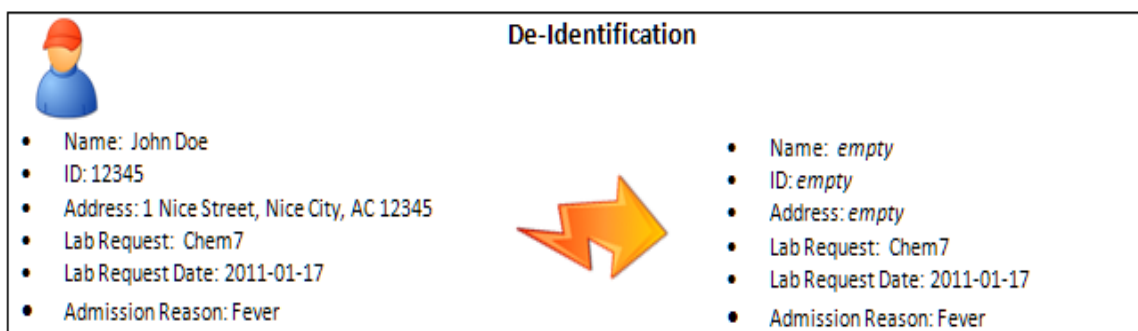 De-Identification
• Name: John Doe
• ID: 12345
• Address: 1 Nice Street, Nice City, AC 12345
• Lab Request: Chem7
• Lab Request Date: 2011-01-17
• Admission Reason: Fever
• Name: empty
• ID: empty
• Address: empty
• Lab Request: Chem7
• Lab Request Date: 2011-01-17
• Admission Reason: Fever